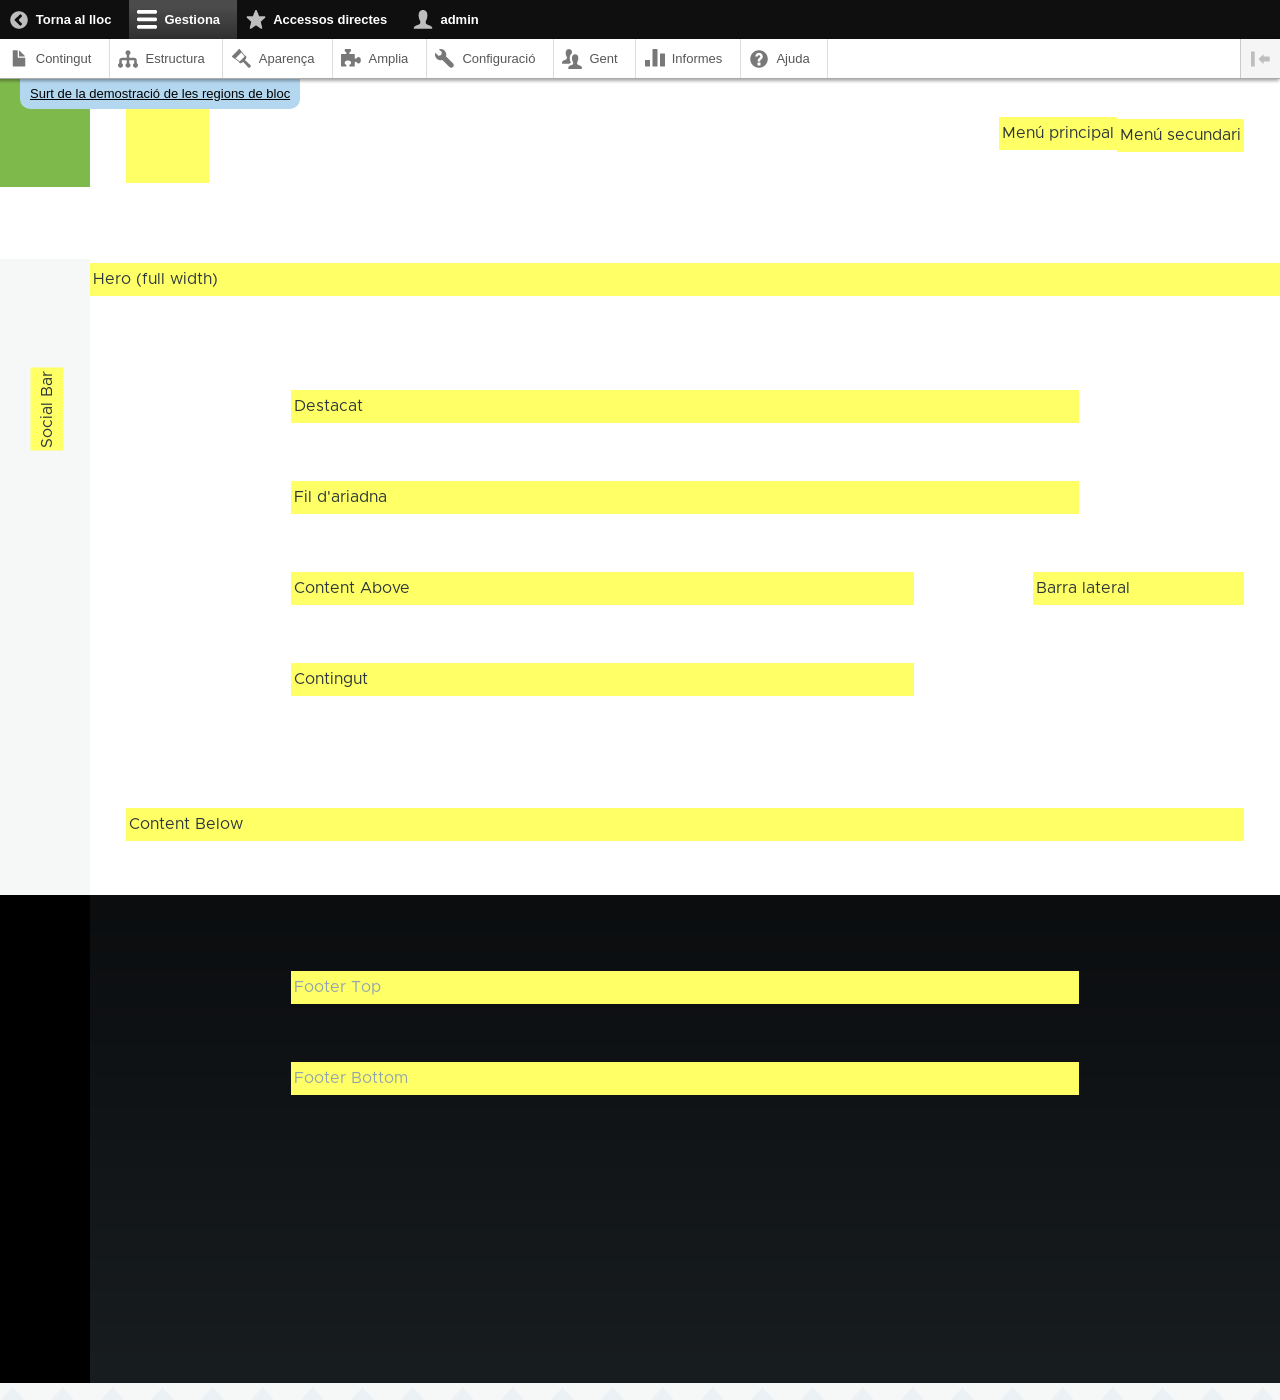 Torna al lloc Gestiona Accessos directes admin
Contingut Estructura Aparença Amplia Configuració Gent Informes Ajuda
Surt de la demostració de les regions de bloc
Menú principal Menú secundari
Hero (full width)
Social Bar
Destacat
Fil d'ariadna
Content Above Barra lateral
Contingut
Content Below
Footer Top
Footer Bottom